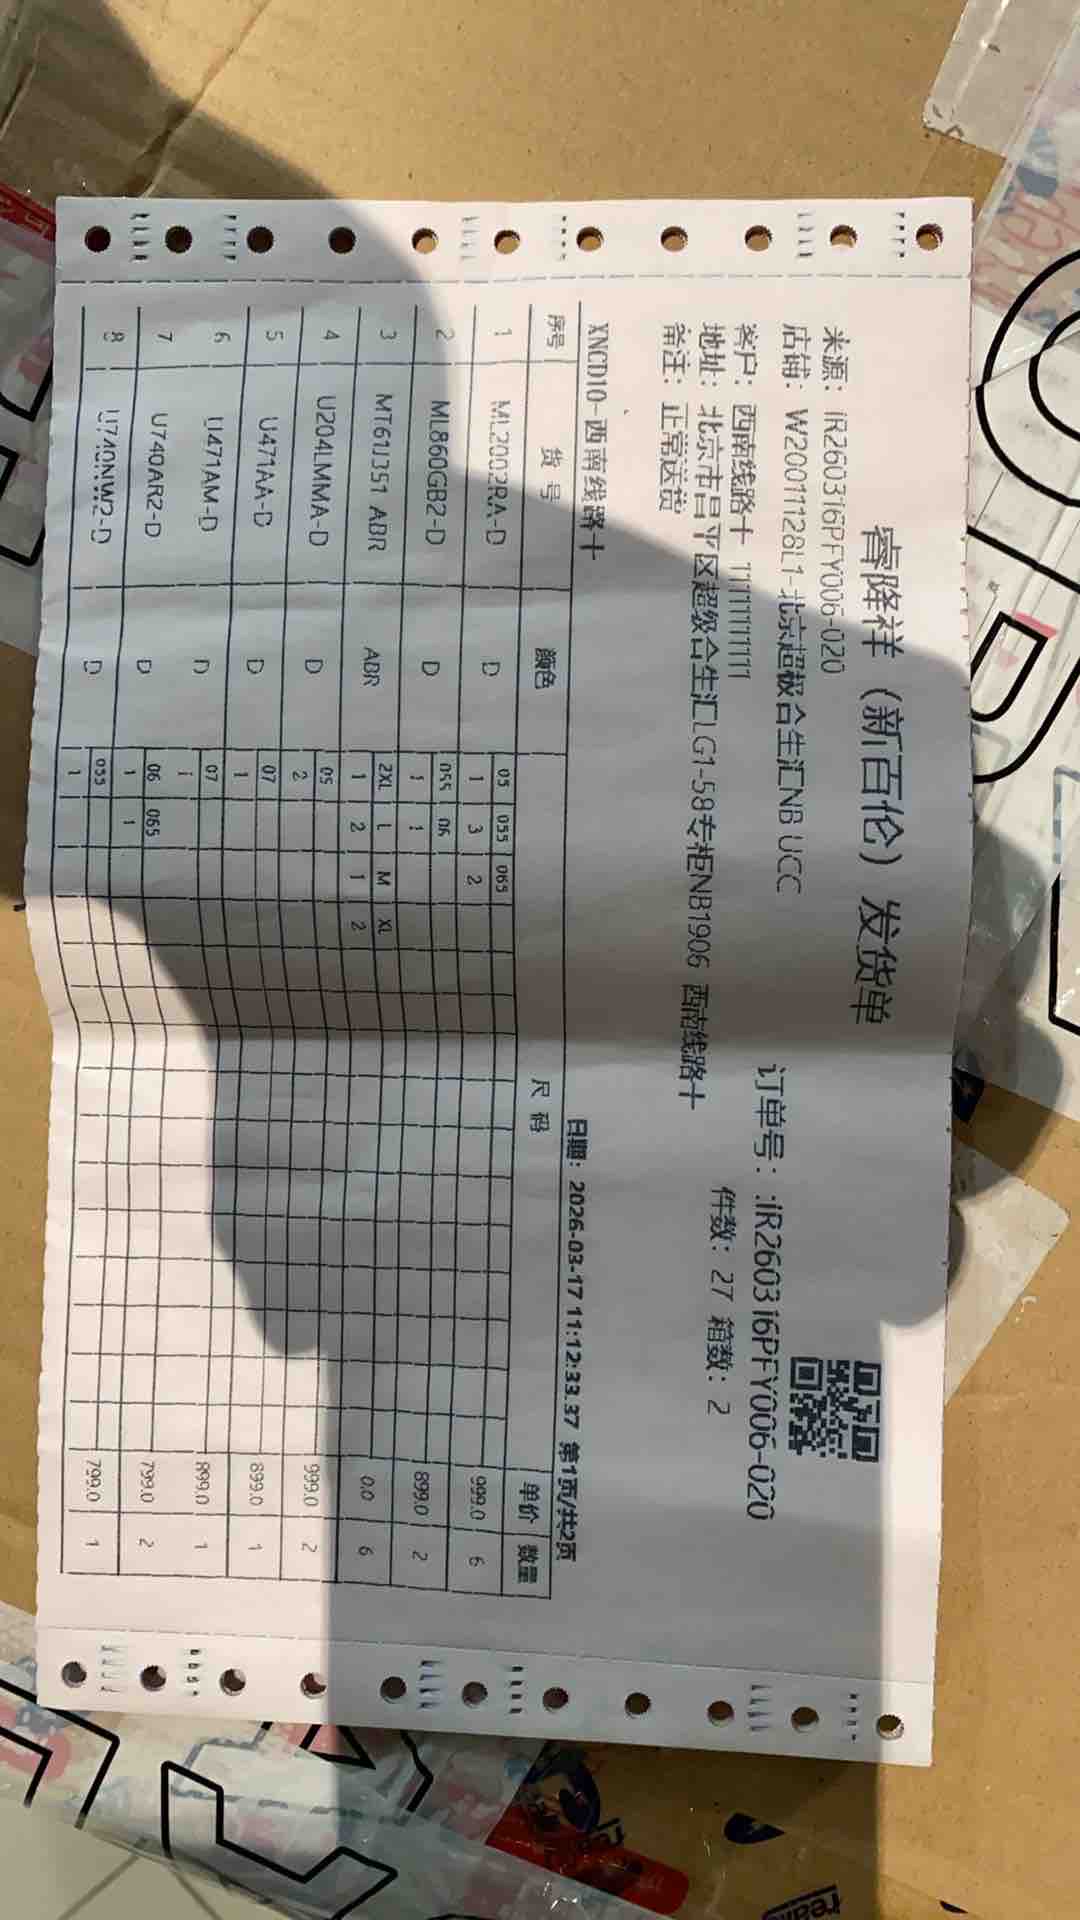 睿降祥（新百伦）发货单
来源：iR260316PFY006-020
店铺：W20011128L1-北京超极合生汇NB UCC
订单号：iR260316PFY006-020
客户：西南线路十 11111111111
件数：27 箱数：2
地址：北京市昌平区超级合生汇LG1-58专柜NB1906 西南线路十
备注：正常送货
XNCD10-西南线路十
日期：2026-03-17 11:12:33.37 第1页/共2页
序号 货号 颜色 尺码 单价 数量
05 055 065
1 ML2002RA-D D 1 3 2 999.0 6
055 06
2 ML860GB2-D D 1 1 899.0 2
2XL L M XL
3 MT61J351 ABR ABR 1 2 1 2 0.0 6
05
4 U204LMMA-D D 2 999.0 2
07
5 U471AA-D D 1 899.0 1
07
6 U471AM-D D 1 899.0 1
06 065
7 U740AR2-D D 1 1 799.0 2
055
8 U740NW2-D D 1 799.0 1